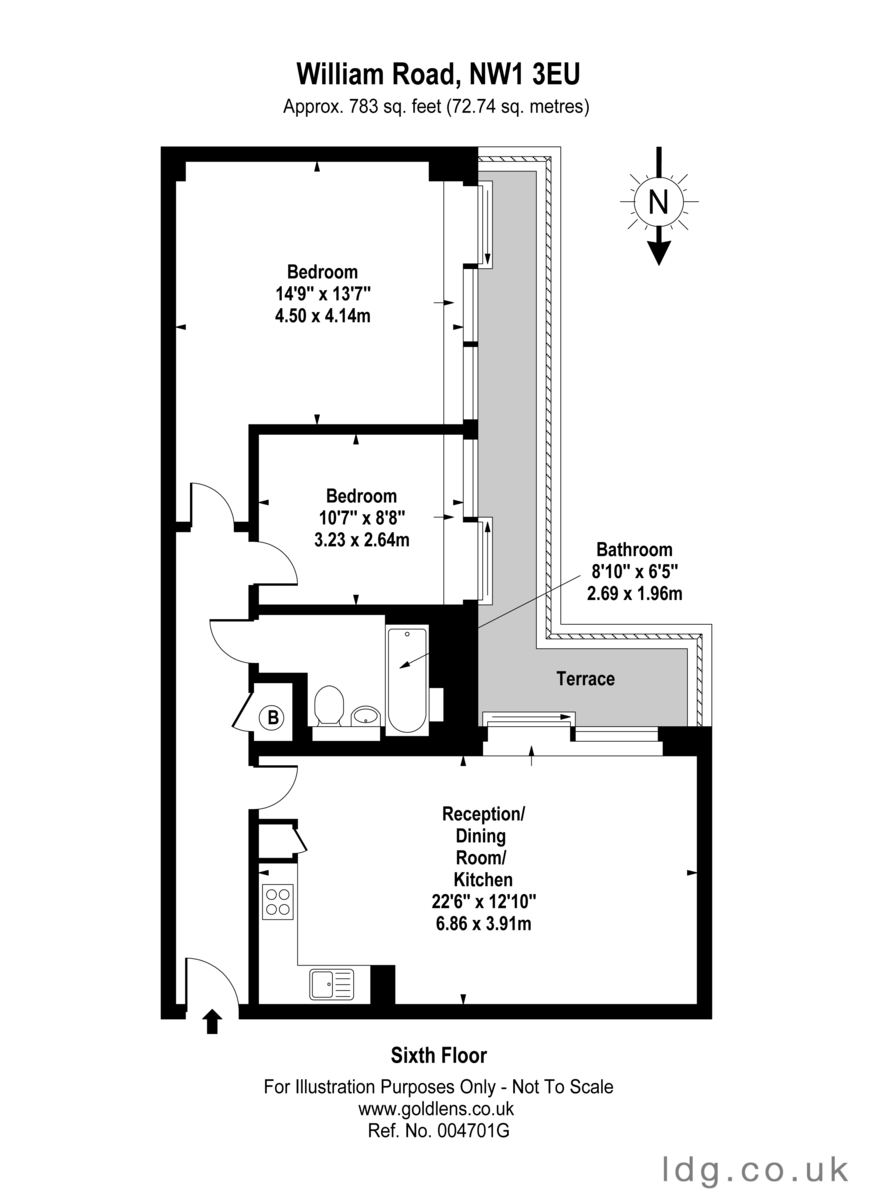 William Road, NW1 3EU
Approx. 783 sq. feet (72.74 sq. metres)
N
Bedroom
14'9" x 13'7"
4.50 x 4.14m
Bedroom
10'7" x 8'8"
3.23 x 2.64m
Bathroom
8'10" x 6'5"
2.69 x 1.96m
Terrace
B
Reception/
Dining
Room/
Kitchen
22'6" x 12'10"
6.86 x 3.91m
Sixth Floor
For Illustration Purposes Only - Not To Scale
www.goldlens.co.uk
Ref. No. 004701G
ldg.co.uk